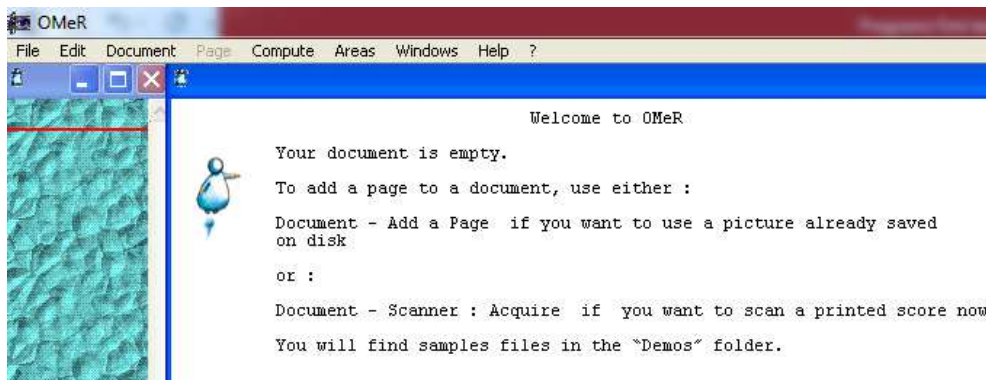 OMeR
File Edit Document Page Compute Areas Windows Help ?
Welcome to OMeR
Your document is empty.
To add a page to a document, use either :
Document - Add a Page if you want to use a picture already saved
on disk
or :
Document - Scanner : Acquire if you want to scan a printed score now
You will find samples files in the "Demos" folder.